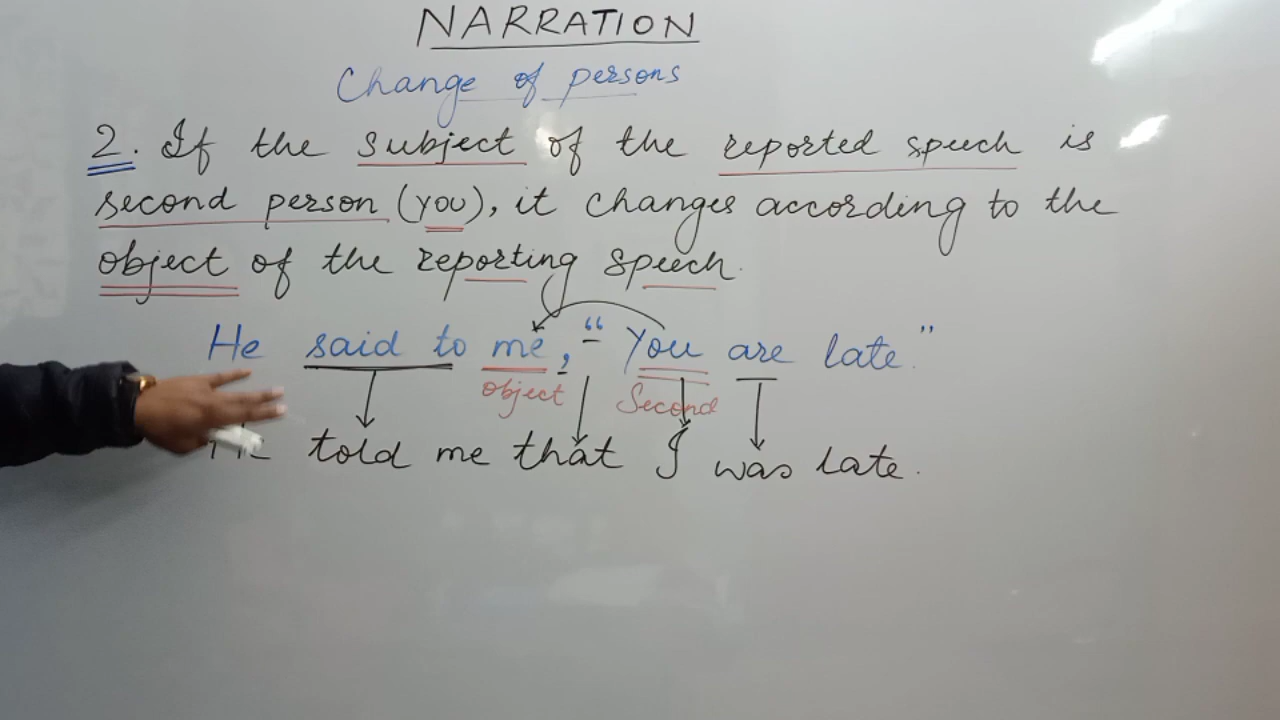 NARRATION
Change of persons
2. If the subject of the reported speech is
second person (you), it changes according to the
object of the reporting speech.
He said to me, "You are late."
object Second
told me that I was late.